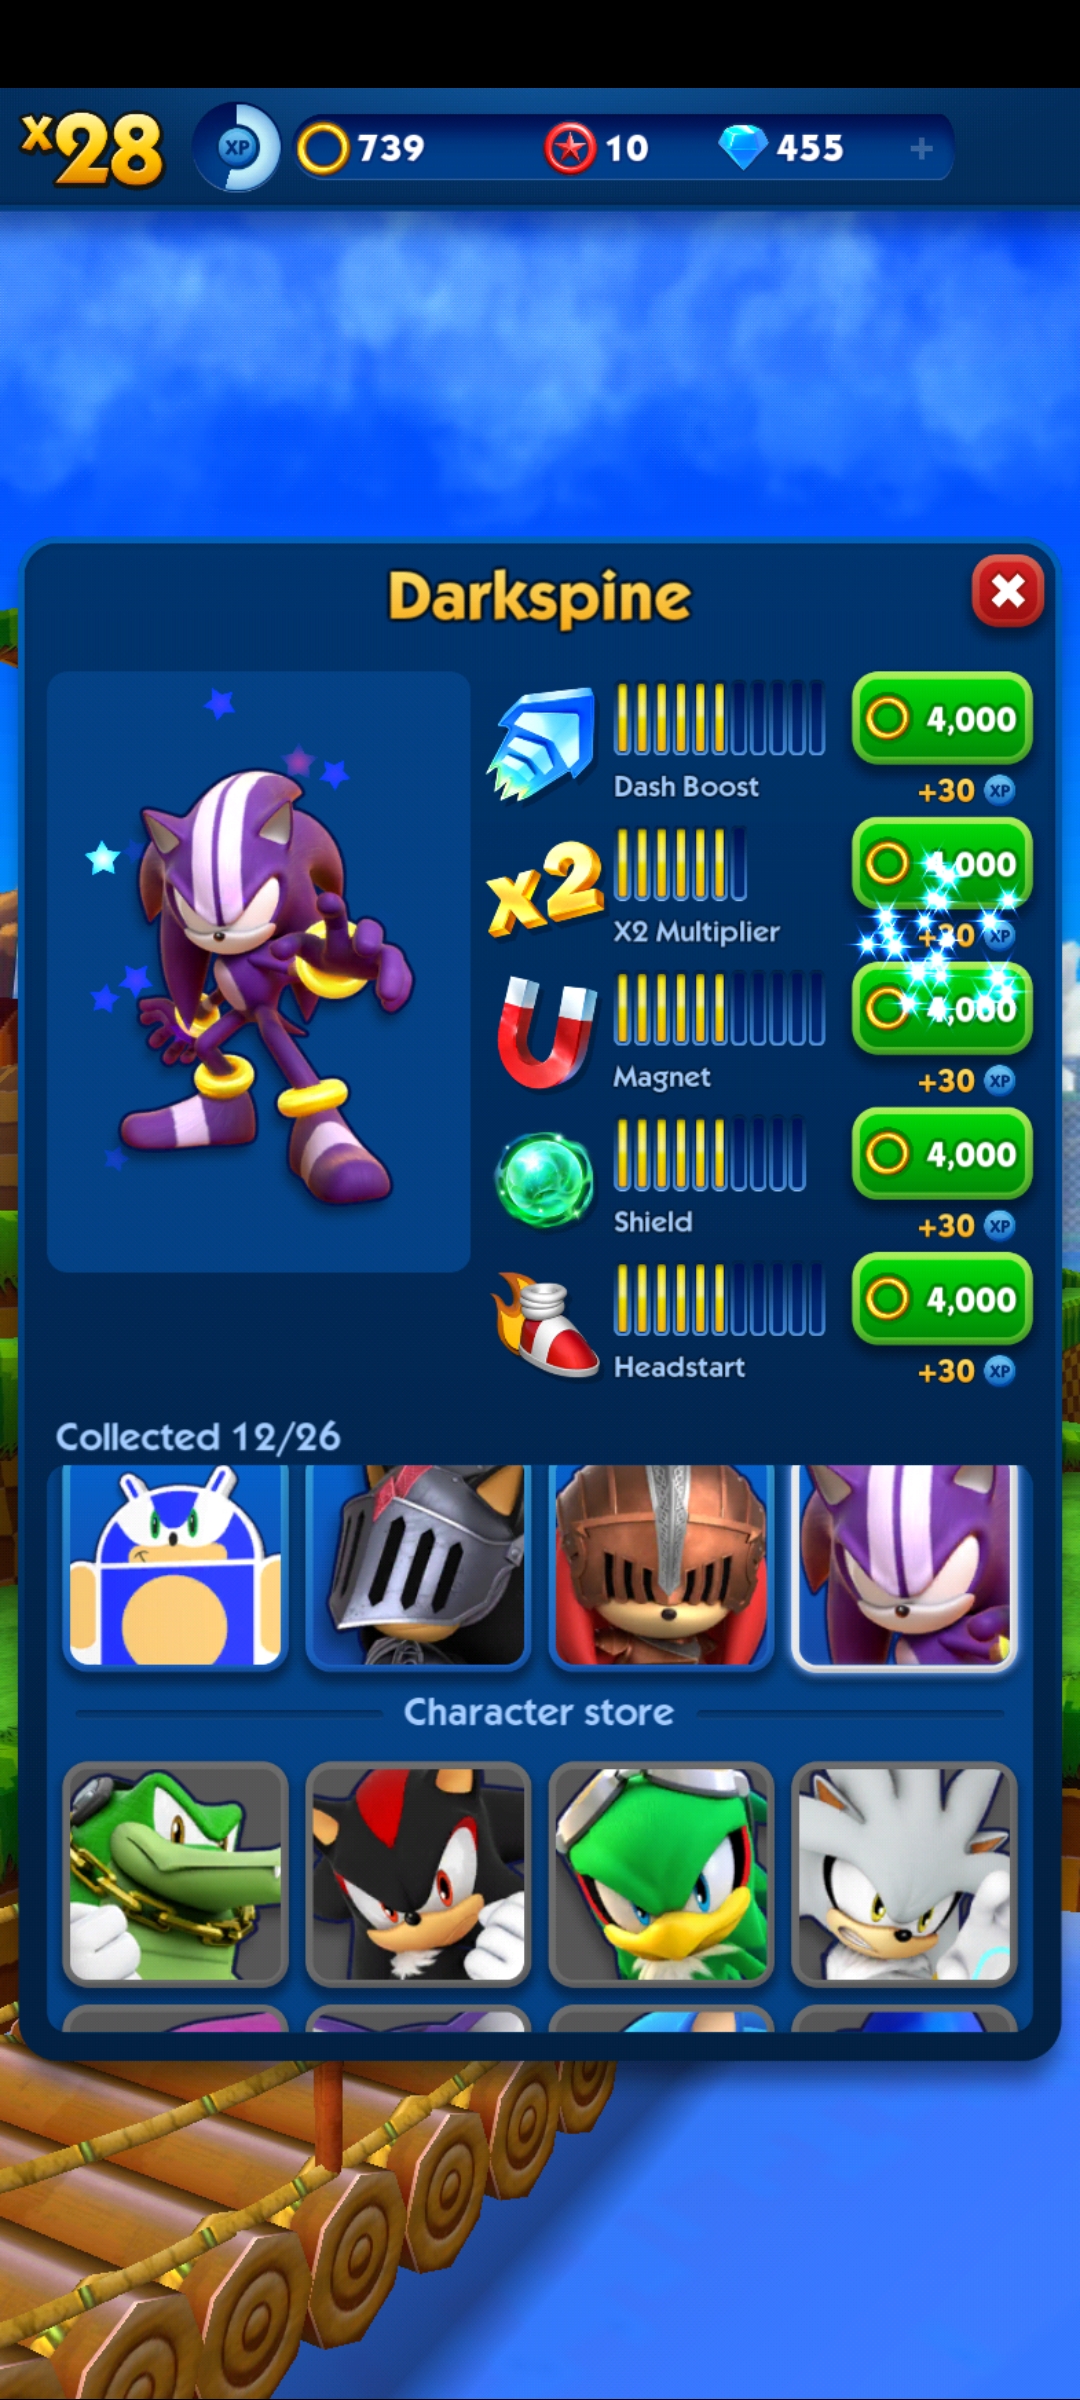 x28
XP
739
10
455
+
Darkspine
4,000
Dash Boost
+30 XP
x2
4,000
X2 Multiplier
+30 XP
4,000
Magnet
+30 XP
4,000
Shield
+30 XP
4,000
Headstart
+30 XP
Collected 12/26
Character store